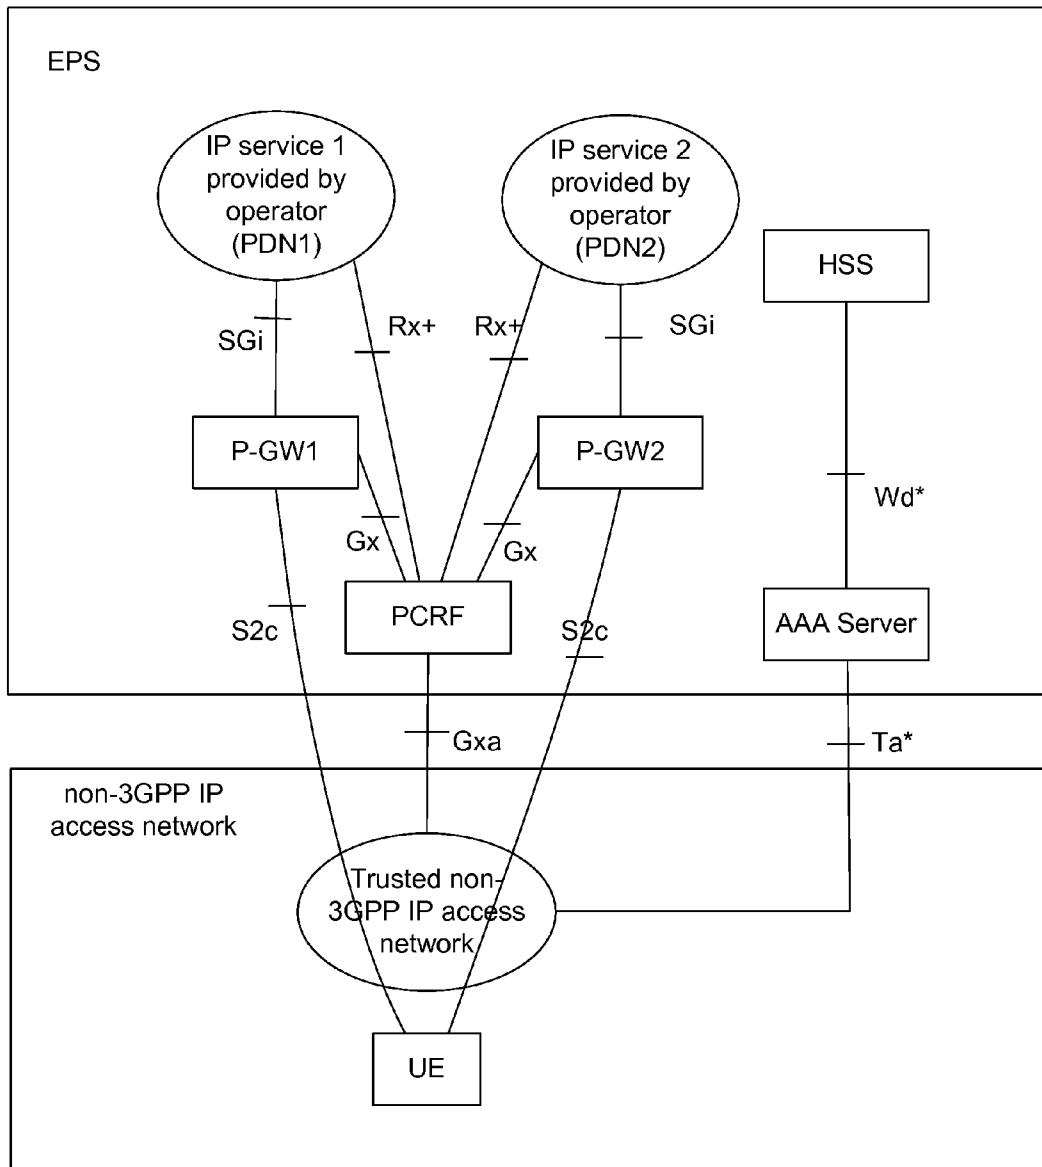 EPS
IP service 1
provided by
operator
(PDN1)
IP service 2
provided by
operator
(PDN2)
HSS
SGi
Rx+
Rx+
SGi
P-GW1
P-GW2
Wd*
Gx
Gx
PCRF
AAA Server
S2c
S2c
Gxa
Ta*
non-3GPP IP
access network
Trusted non-
3GPP IP access
network
UE